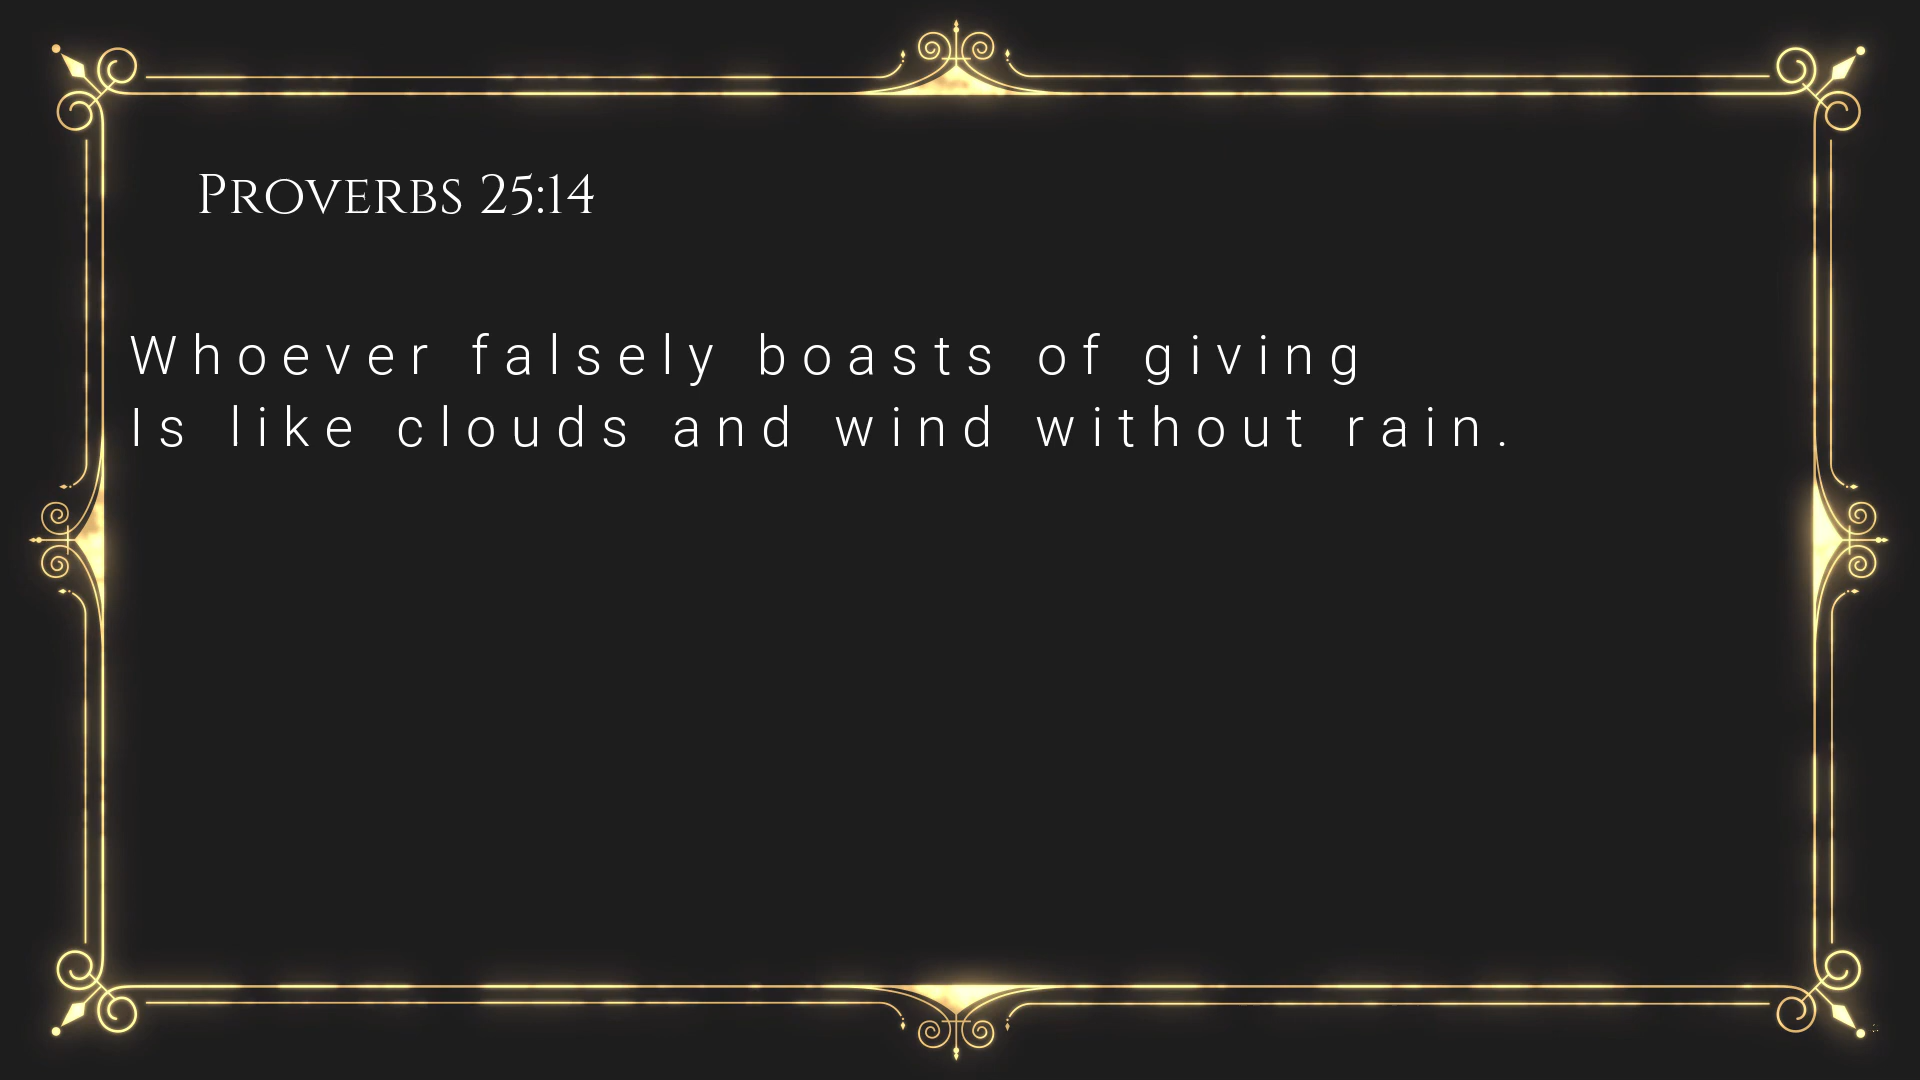 Proverbs 25:14
Whoever falsely boasts of giving
Is like clouds and wind without rain.